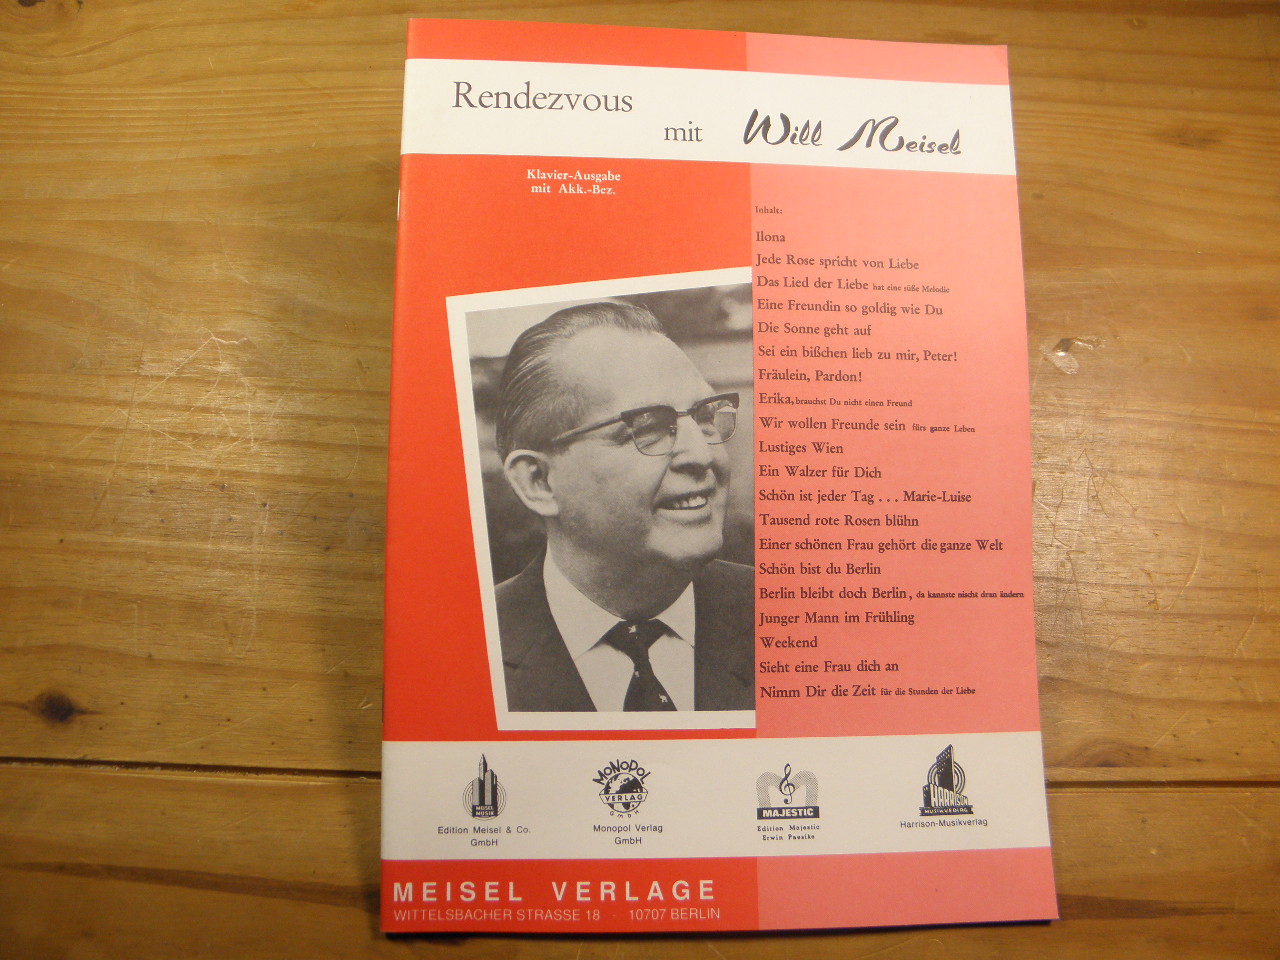 Rendezvous
mit Will Meisel
Klavier-Ausgabe
mit Akk.-Bez.
Inhalt:
Ilona
Jede Rose spricht von Liebe
Das Lied der Liebe hat eine süße Melodie
Eine Freundin so goldig wie Du
Die Sonne geht auf
Sei ein bißchen lieb zu mir, Peter!
Fräulein, Pardon!
Erika, brauchst Du nicht einen Freund
Wir wollen Freunde sein fürs ganze Leben
Lustiges Wien
Ein Walzer für Dich
Schön ist jeder Tag . . . Marie-Luise
Tausend rote Rosen blühn
Einer schönen Frau gehört die ganze Welt
Schön bist du Berlin
Berlin bleibt doch Berlin, da kannste nischt dran ändern
Junger Mann im Frühling
Weekend
Sieht eine Frau dich an
Nimm Dir die Zeit für die Stunden der Liebe
MEISEL
MUSIK
Edition Meisel & Co.
GmbH
MONOPOL
VERLAG
GmbH
Monopol Verlag
GmbH
MAJESTIC
Edition Majestic
Erwin Paesike
HARRISON
MUSIKVERLAG
Harrison-Musikverlag
MEISEL VERLAGE
WITTELSBACHER STRASSE 18 · 10707 BERLIN